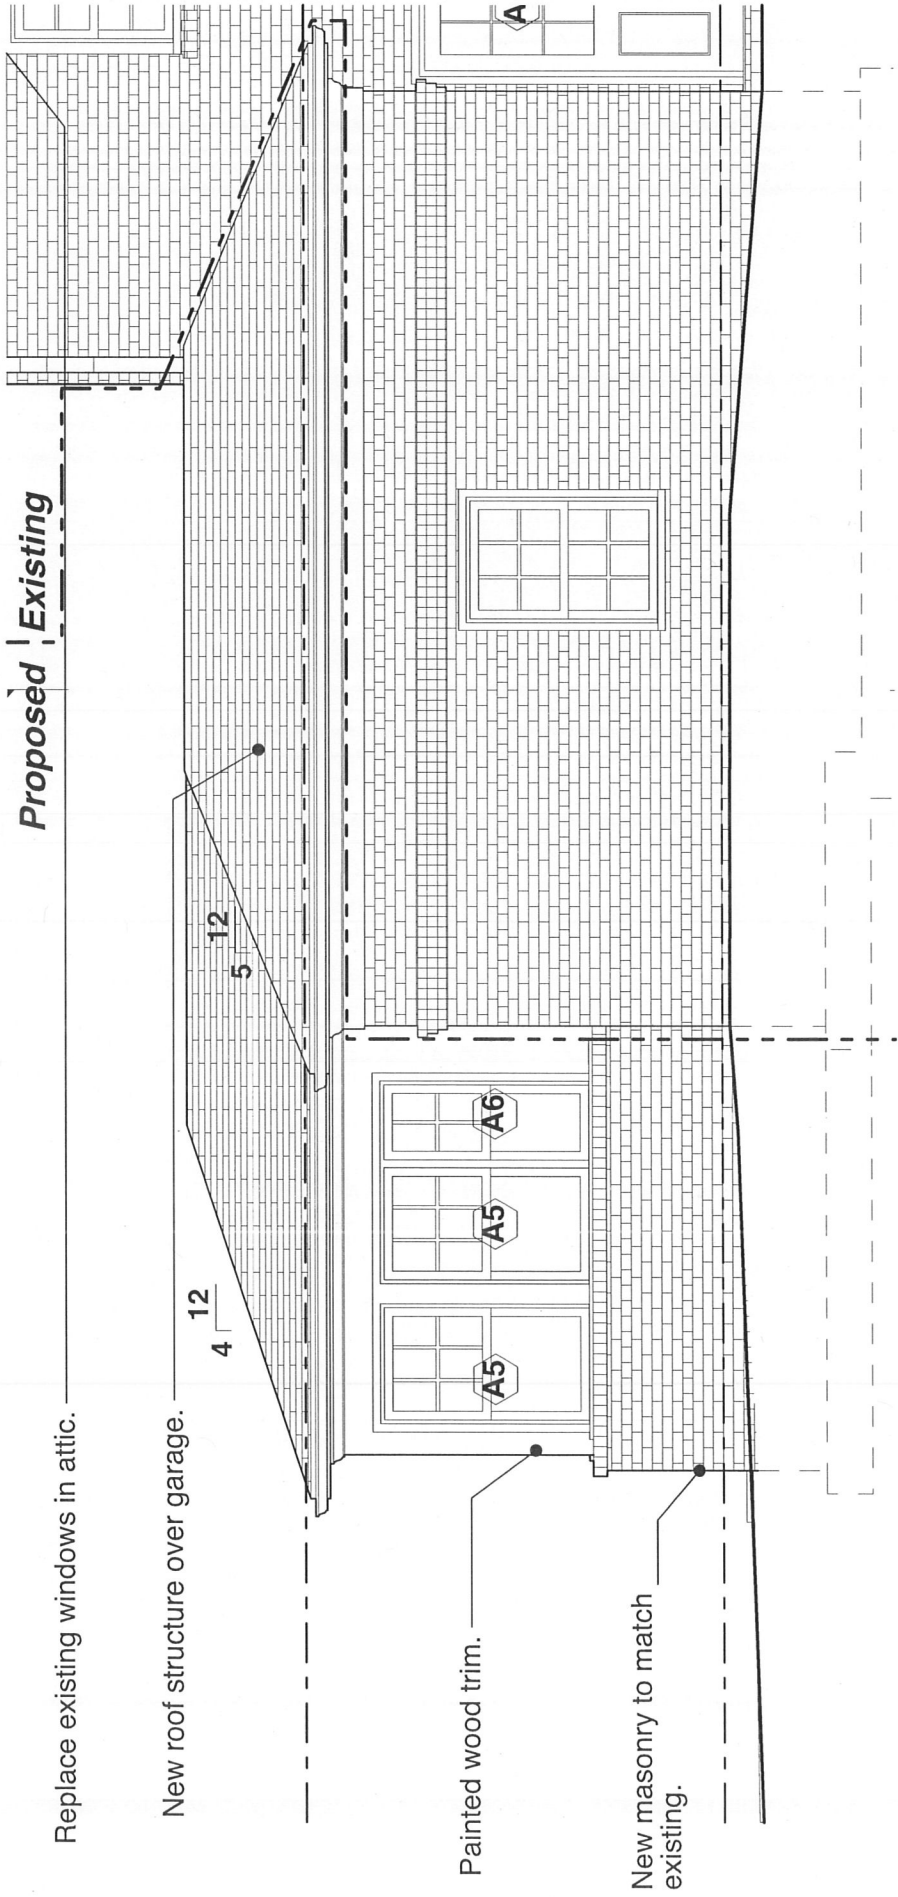 Proposed Existing
Replace existing windows in attic.
New roof structure over garage.
12
4
12
5
Painted wood trim.
New masonry to match
existing.
A5
A5
A6
A